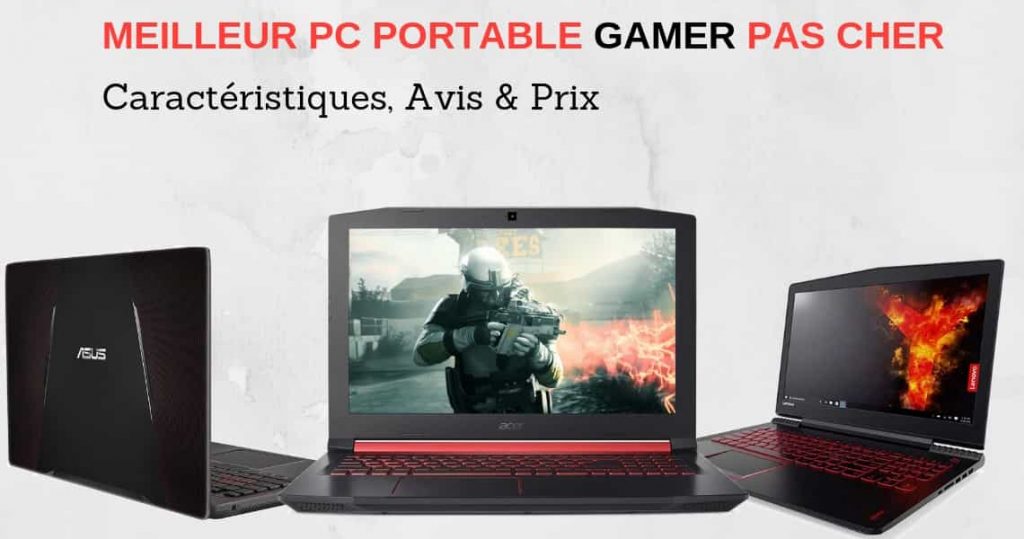 MEILLEUR PC PORTABLE GAMER PAS CHER
Caractéristiques, Avis & Prix
ASUS
acer
Lenovo